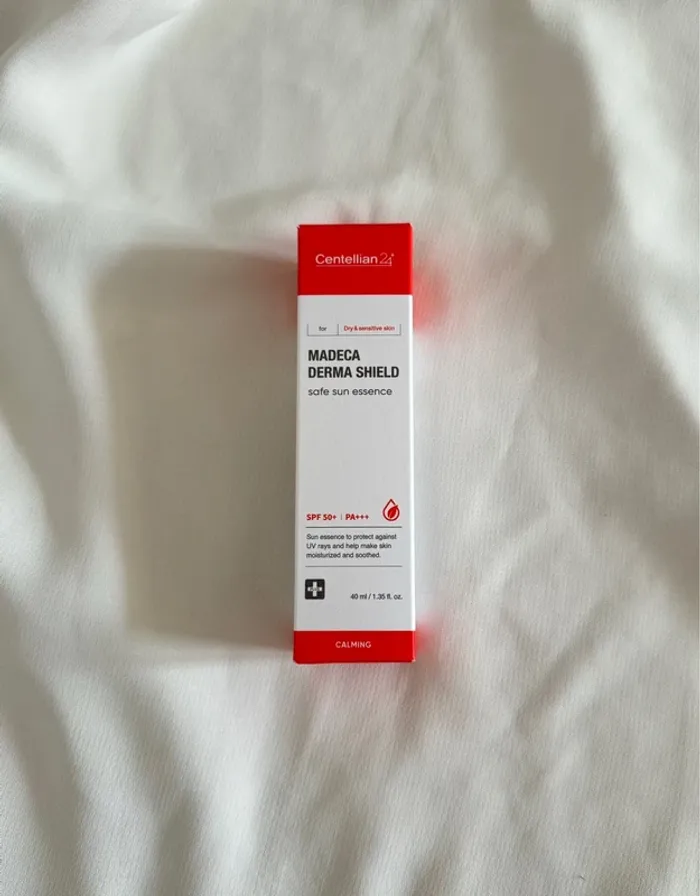 Centellian24
for Dry & sensitive skin
MADECA
DERMA SHIELD
safe sun essence
SPF 50+ | PA+++
Sun essence to protect against
UV rays and help make skin
moisturized and soothed.
40 ml / 1.35 fl. oz.
CALMING